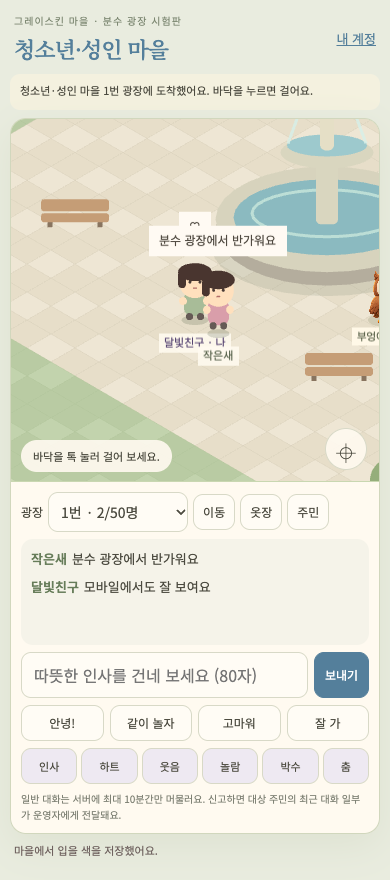 그레이스킨 마을 · 분수 광장 시험판
청소년·성인 마을
내 계정
청소년·성인 마을 1번 광장에 도착했어요. 바닥을 누르면 걸어요.
분수 광장에서 반가워요
달빛친구 · 나
작은새
바닥을 톡 눌러 걸어 보세요.
광장
1번 · 2/50명
이동
옷장
주민
작은새 분수 광장에서 반가워요
달빛친구 모바일에서도 잘 보여요
따뜻한 인사를 건네 보세요 (80자)
보내기
안녕!
같이 놀자
고마워
잘 가
인사
하트
웃음
놀람
박수
춤
일반 대화는 서버에 최대 10분간만 머물러요. 신고하면 대상 주민의 최근 대화 일부
가 운영자에게 전달돼요.
마을에서 입을 색을 저장했어요.